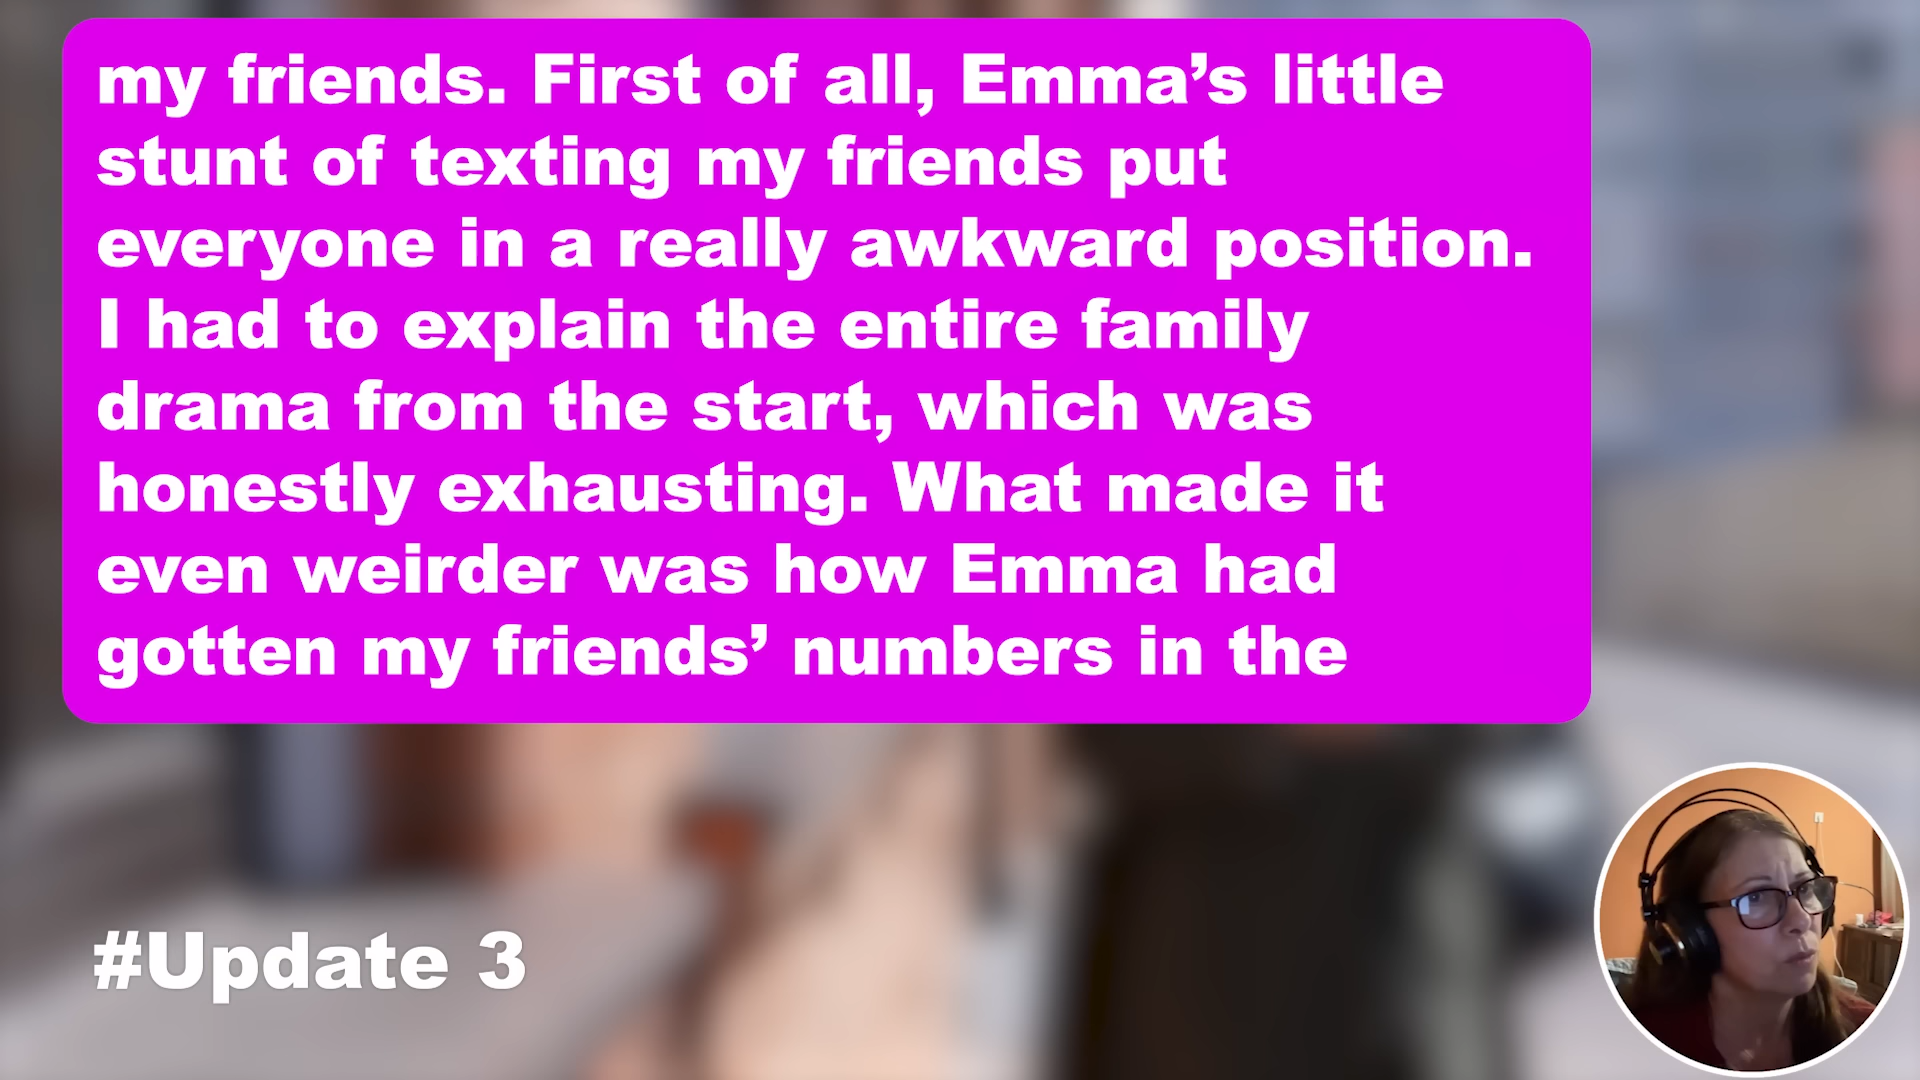 my friends. First of all, Emma’s little
stunt of texting my friends put
everyone in a really awkward position.
I had to explain the entire family
drama from the start, which was
honestly exhausting. What made it
even weirder was how Emma had
gotten my friends’ numbers in the
#Update 3